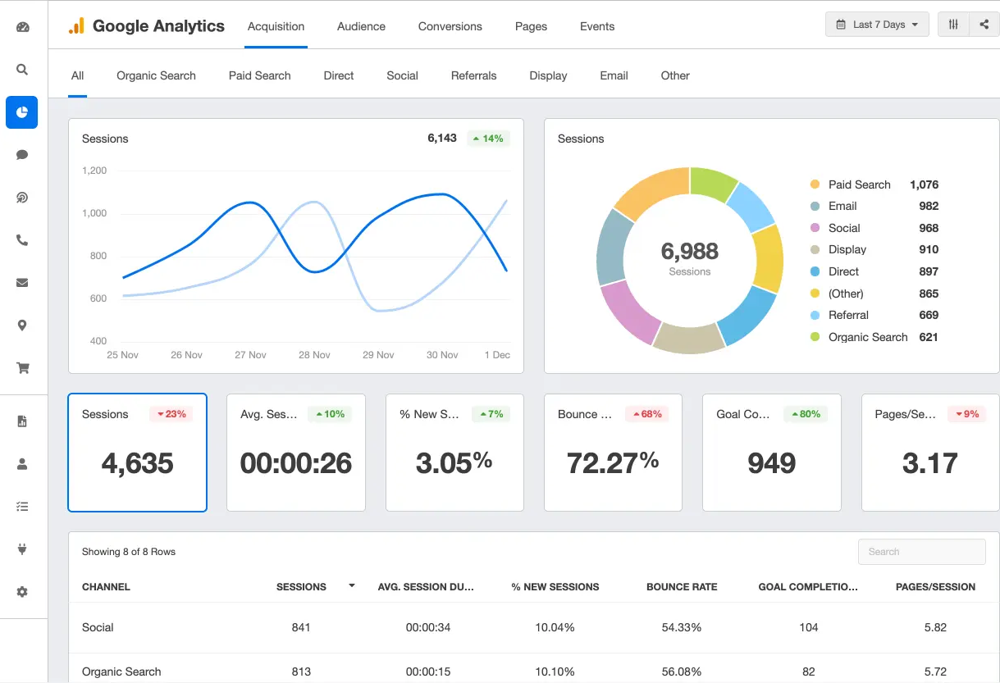 Google Analytics Acquisition Audience Conversions Pages Events Last 7 Days
All Organic Search Paid Search Direct Social Referrals Display Email Other
Sessions 6,143 14%
1,200
1,000
800
600
400
25 Nov 26 Nov 27 Nov 28 Nov 29 Nov 30 Nov 1 Dec
Sessions
6,988
Sessions
Paid Search 1,076
Email 982
Social 968
Display 910
Direct 897
(Other) 865
Referral 669
Organic Search 621
Sessions 23%
4,635
Avg. Ses... 10%
00:00:26
% New S... 7%
3.05%
Bounce ... 68%
72.27%
Goal Co... 80%
949
Pages/Se... 9%
3.17
Showing 8 of 8 Rows Search
CHANNEL SESSIONS AVG. SESSION DU... % NEW SESSIONS BOUNCE RATE GOAL COMPLETIO... PAGES/SESSION
Social 841 00:00:34 10.04% 54.33% 104 5.82
Organic Search 813 00:00:15 10.10% 56.08% 82 5.72